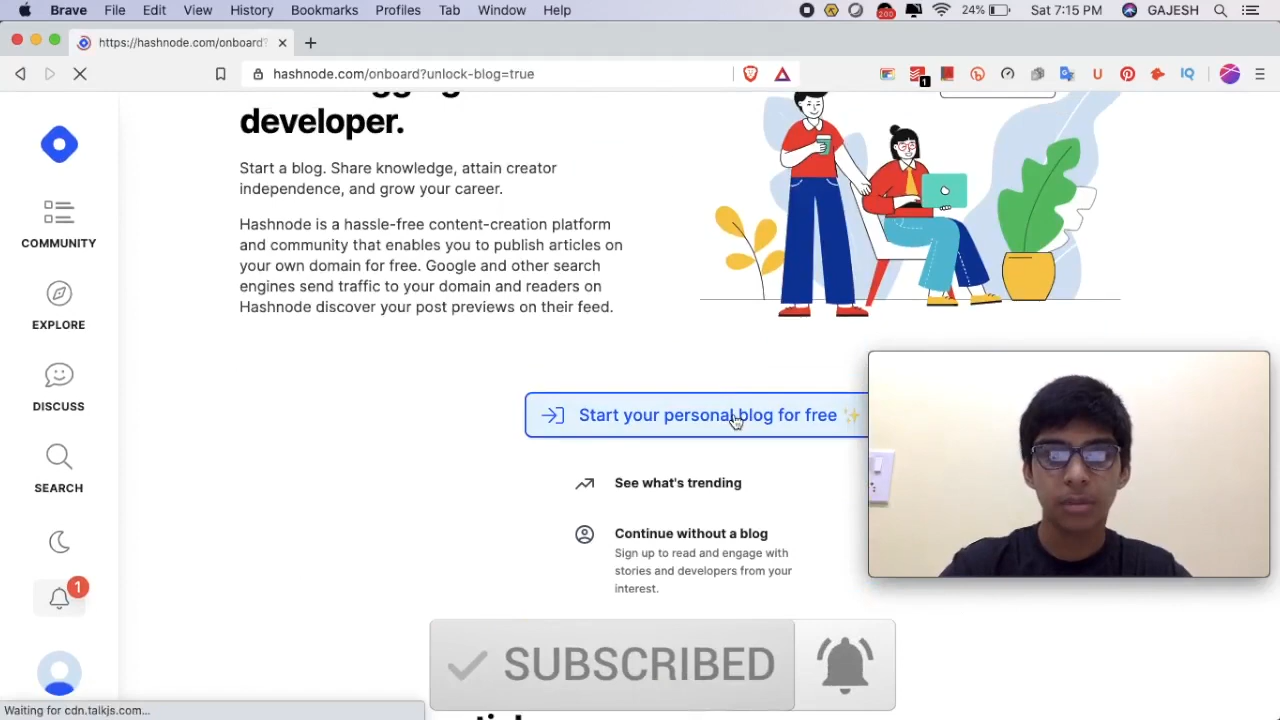 Brave File Edit View History Bookmarks Profiles Tab Window Help
200
24%
Sat 7:15 PM
GAJESH
https://hashnode.com/onboard?
hashnode.com/onboard?unlock-blog=true
1
U
IQ
developer.
Start a blog. Share knowledge, attain creator
independence, and grow your career.
Hashnode is a hassle-free content-creation platform
and community that enables you to publish articles on
your own domain for free. Google and other search
engines send traffic to your domain and readers on
Hashnode discover your post previews on their feed.
COMMUNITY
EXPLORE
DISCUSS
SEARCH
1
Start your personal blog for free ✨
See what's trending
Continue without a blog
Sign up to read and engage with
stories and developers from your
interest.
SUBSCRIBED
Waiting for cdn.talkjs.com...